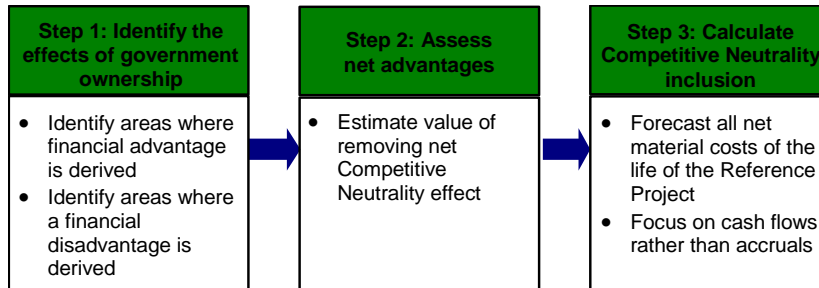 Step 1: Identify the
effects of government
ownership
• Identify areas where
financial advantage
is derived
• Identify areas where
a financial
disadvantage is
derived
Step 2: Assess
net advantages
• Estimate value of
removing net
Competitive
Neutrality effect
Step 3: Calculate
Competitive Neutrality
inclusion
• Forecast all net
material costs of the
life of the Reference
Project
• Focus on cash flows
rather than accruals